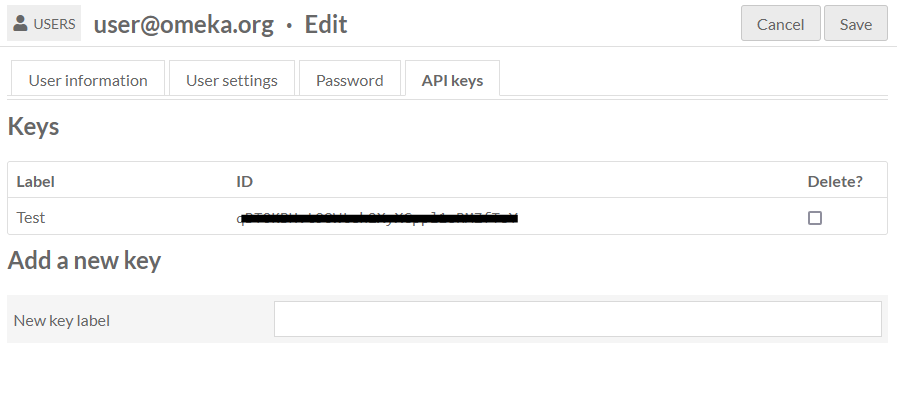 USERS user@omeka.org · Edit Cancel Save
User information User settings Password API keys
Keys
Label ID Delete?
Test
Add a new key
New key label